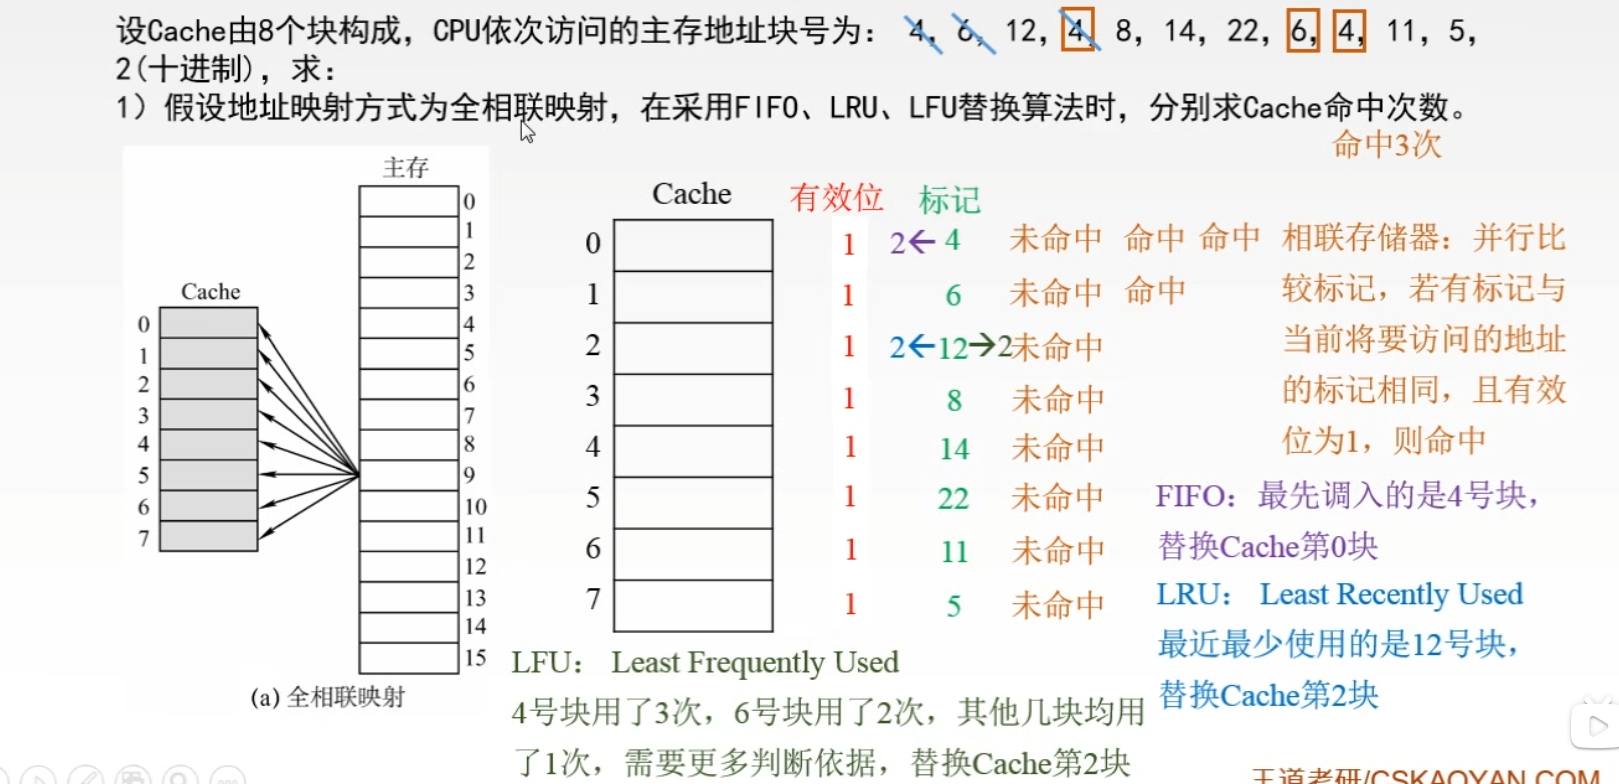 设Cache由8个块构成，CPU依次访问的主存地址块号为： 4，6，12，4，8，14，22，6，4，11，5，
2(十进制)，求：
1）假设地址映射方式为全相联映射，在采用FIFO、LRU、LFU替换算法时，分别求Cache命中次数。
命中3次
主存
0
1
2
3
4
5
6
7
8
9
10
11
12
13
14
15
Cache
0
1
2
3
4
5
6
7
(a) 全相联映射
Cache 有效位 标记
0 1 2← 4 未命中 命中 命中
1 1 6 未命中 命中
2 1 2←12→2未命中
3 1 8 未命中
4 1 14 未命中
5 1 22 未命中
6 1 11 未命中
7 1 5 未命中
相联存储器：并行比
较标记，若有标记与
当前将要访问的地址
的标记相同，且有效
位为1，则命中
FIFO：最先调入的是4号块，
替换Cache第0块
LRU： Least Recently Used
最近最少使用的是12号块，
替换Cache第2块
LFU： Least Frequently Used
4号块用了3次，6号块用了2次，其他几块均用
了1次，需要更多判断依据，替换Cache第2块
王道考研/CSKAOYAN.COM